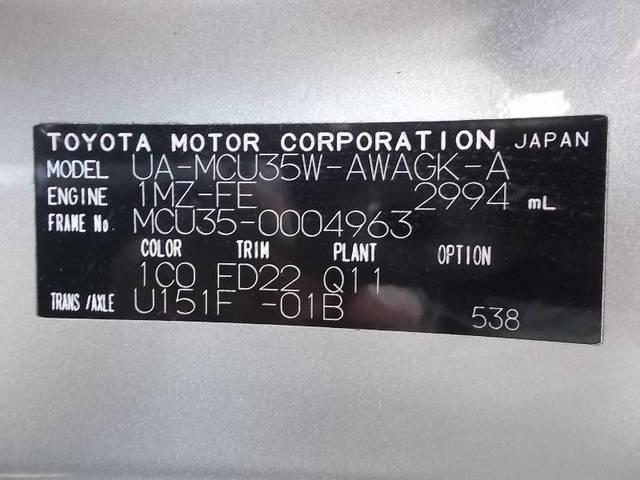 TOYOTA MOTOR CORPORATION JAPAN
MODEL UA-MCU35W-AWAGK-A
ENGINE 1MZ-FE 2994 mL
FRAME No. MCU35-0004963
COLOR TRIM PLANT OPTION
1C0 FD22 Q11
TRANS/AXLE U151F -01B 538